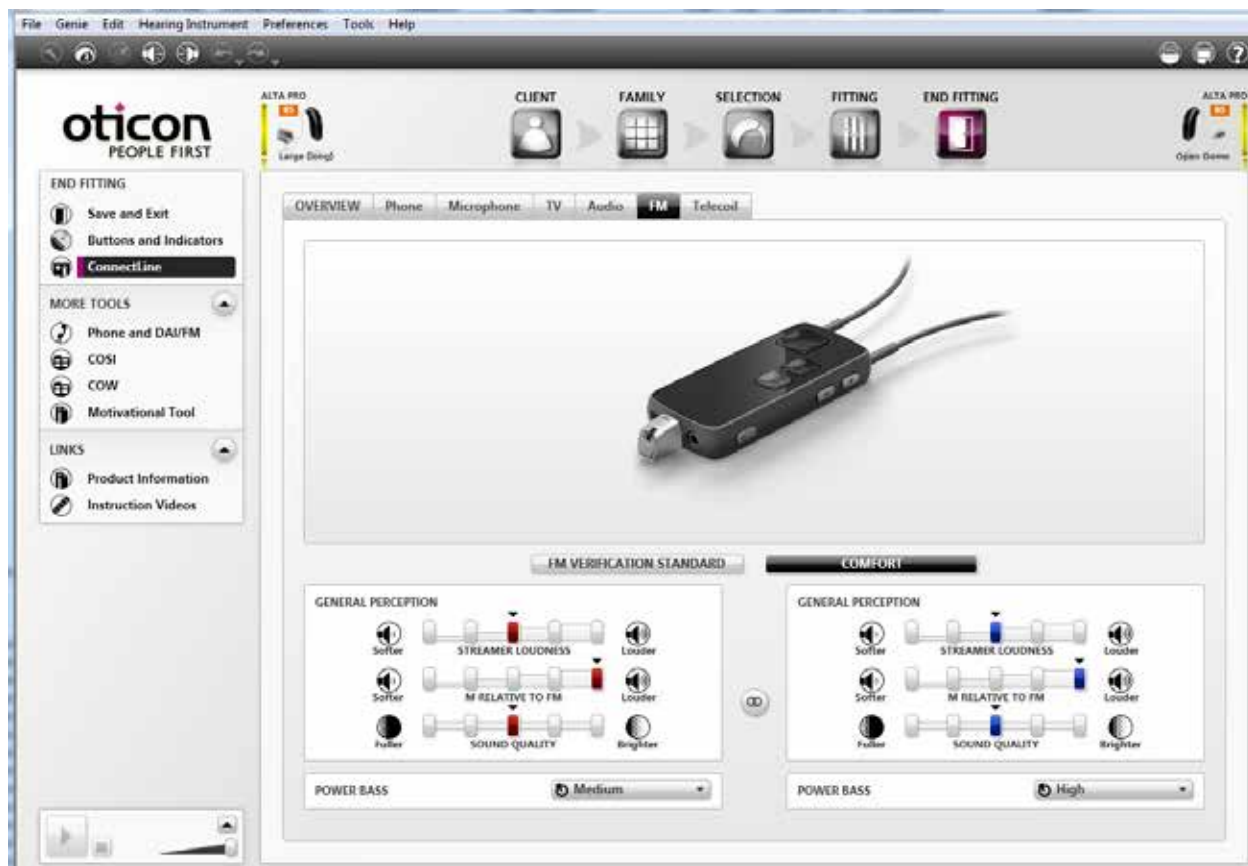 File Genie Edit Hearing Instrument Preferences Tools Help
oticon
PEOPLE FIRST
ALTA PRO
85
CLIENT FAMILY SELECTION FITTING END FITTING
ALTA PRO
85
Open Dome
END FITTING
Save and Exit
Buttons and Indicators
ConnectLine
MORE TOOLS
Phone and DAI/FM
COSI
COW
Motivational Tool
LINKS
Product Information
Instruction Videos
OVERVIEW Phone Microphone TV Audio FM Telecoil
FM VERIFICATION STANDARD COMFORT
GENERAL PERCEPTION
Softer STREAMER LOUDNESS Louder
Softer M RELATIVE TO FM Louder
Fuller SOUND QUALITY Brighter
POWER BASS Medium
GENERAL PERCEPTION
Softer STREAMER LOUDNESS Louder
Softer M RELATIVE TO FM Louder
Fuller SOUND QUALITY Brighter
POWER BASS High